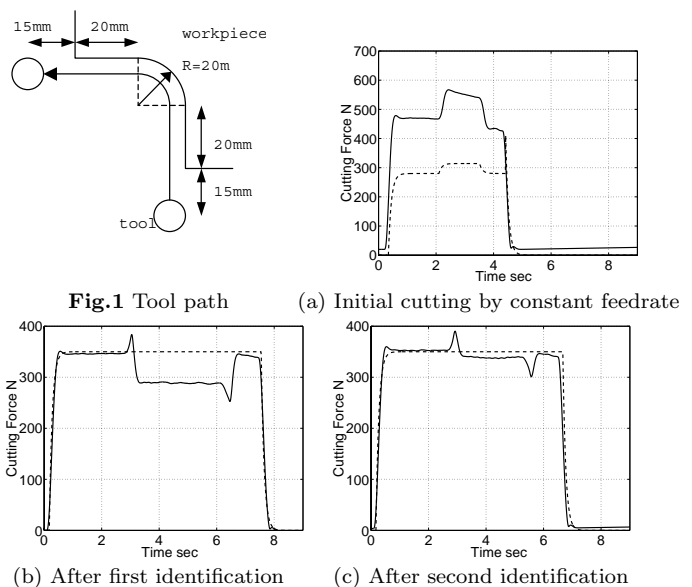 15mm
20mm
workpiece
R=20m
20mm
15mm
tool
Fig.1 Tool path
700
600
500
400
300
200
100
0
0 2 4 6 8
Cutting Force N
Time sec
(a) Initial cutting by constant feedrate
400
300
200
100
0
0 2 4 6 8
Cutting Force N
Time sec
(b) After first identification
400
300
200
100
0
0 2 4 6 8
Cutting Force N
Time sec
(c) After second identification